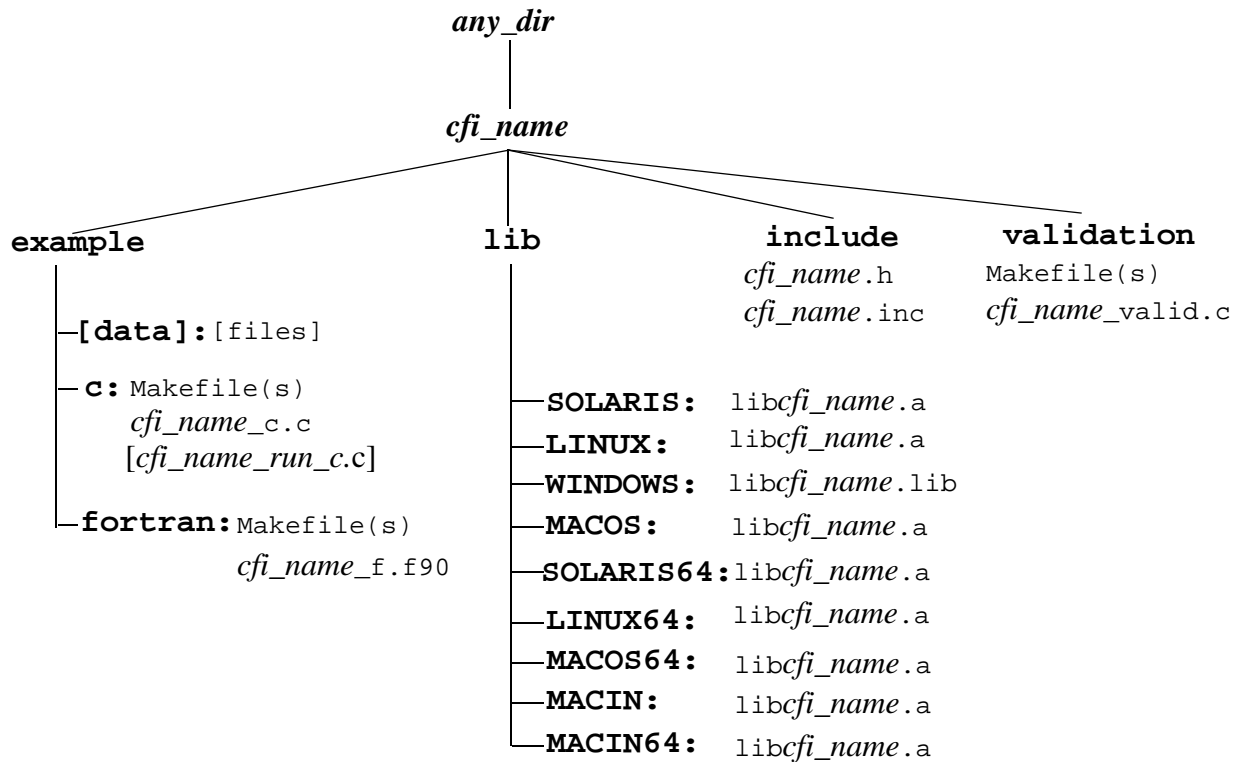 any_dir
cfi_name
example
[data]: [files]
c: Makefile(s)
cfi_name_c.c
[cfi_name_run_c.c]
fortran: Makefile(s)
cfi_name_f.f90
lib
SOLARIS: libcfi_name.a
LINUX: libcfi_name.a
WINDOWS: libcfi_name.lib
MACOS: libcfi_name.a
SOLARIS64: libcfi_name.a
LINUX64: libcfi_name.a
MACOS64: libcfi_name.a
MACIN: libcfi_name.a
MACIN64: libcfi_name.a
include
cfi_name.h
cfi_name.inc
validation
Makefile(s)
cfi_name_valid.c